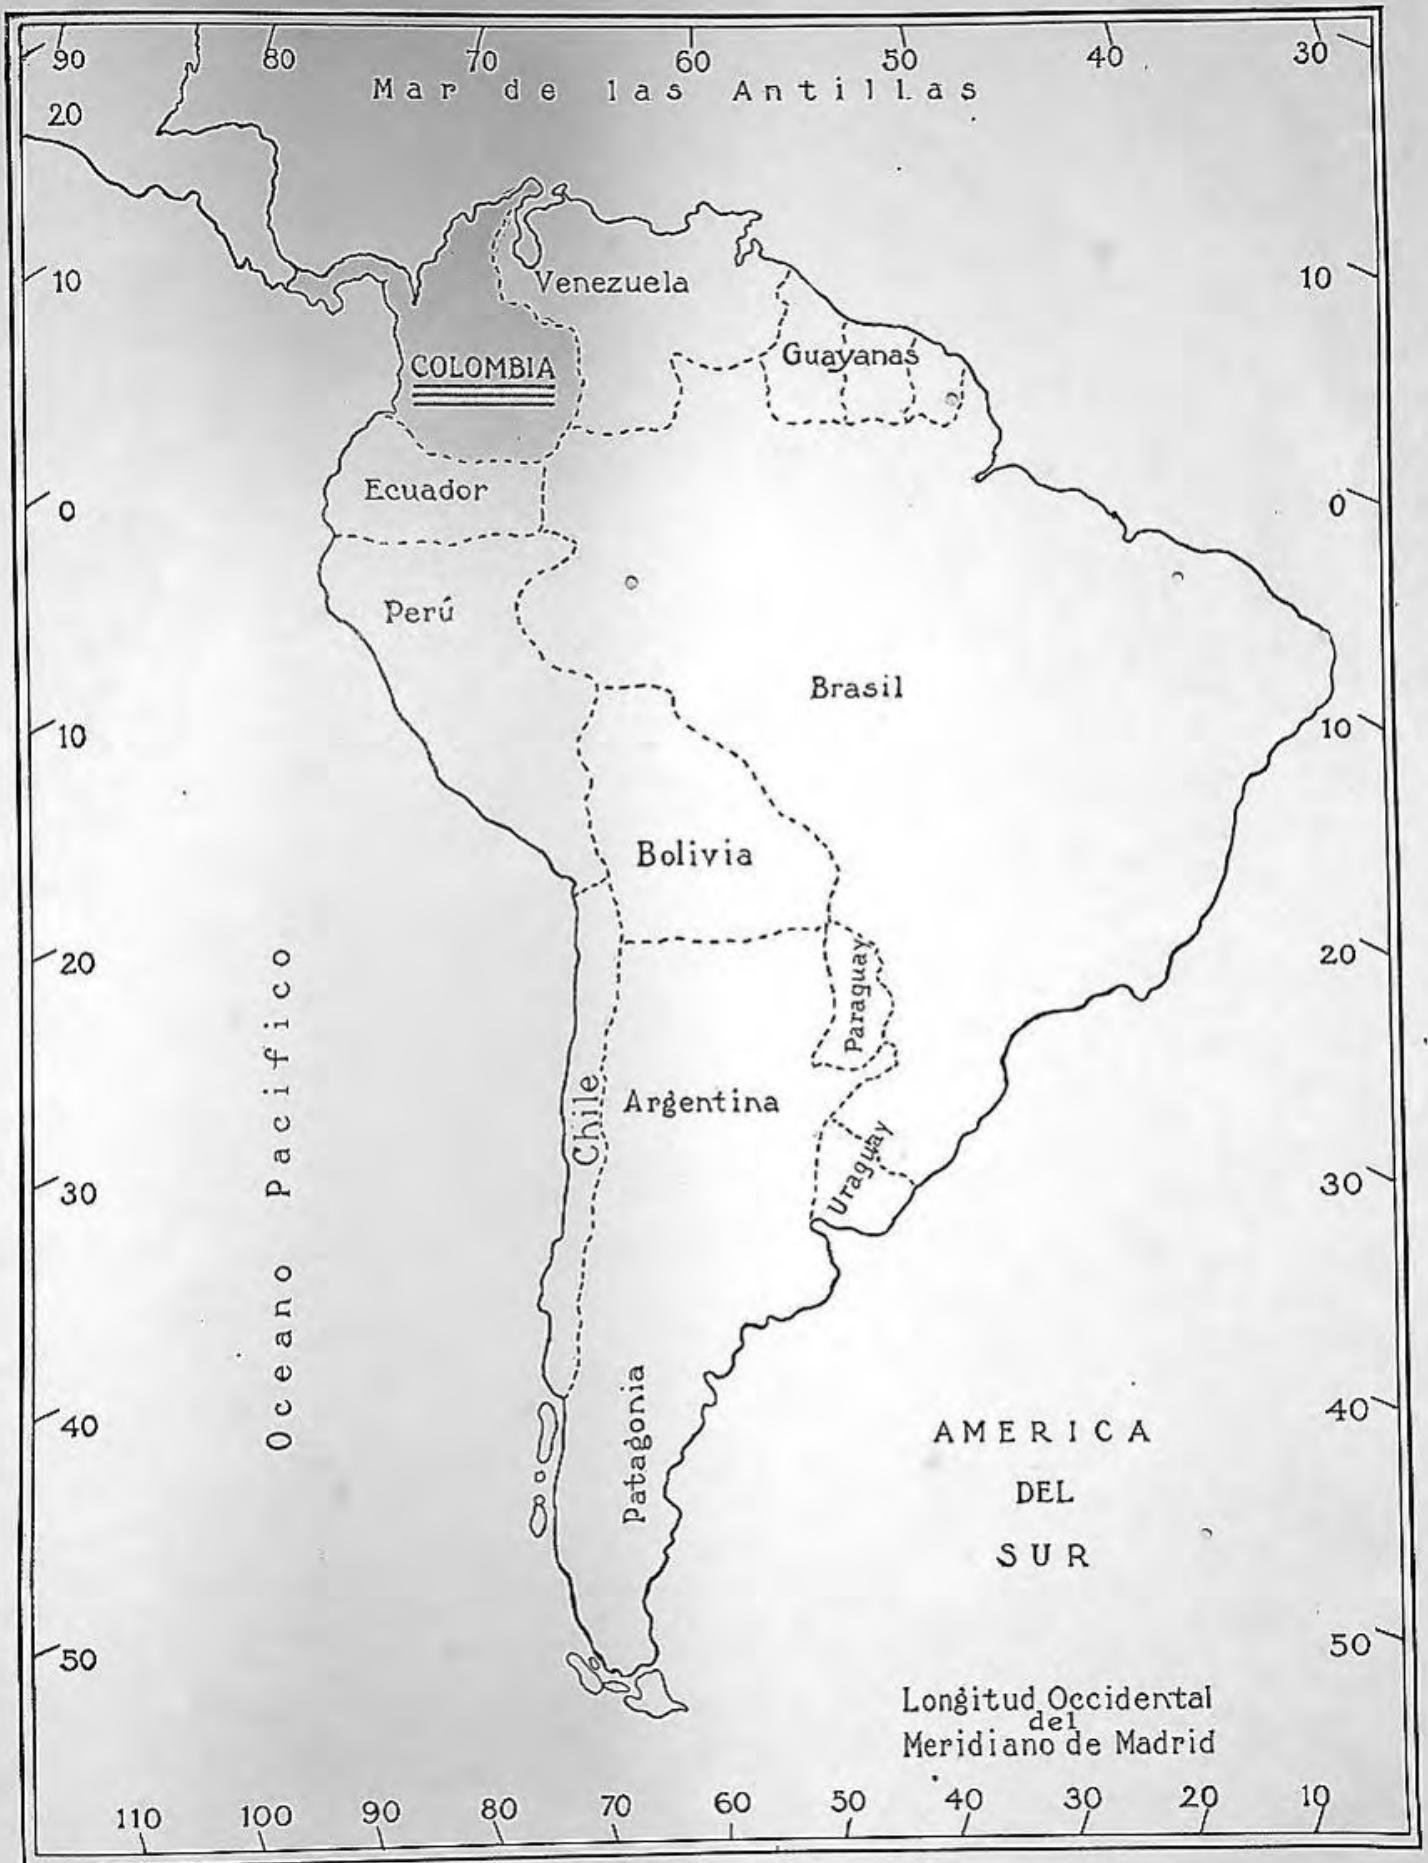 90 80 70 60 50 40 30
Mar de las Antillas
20
10 Venezuela 10
Guayanas
COLOMBIA
Ecuador
0 0
Perú
Brasil
10 10
Bolivia
20 20
Paraguay
Oceano Pacifico
Chile
Argentina
Uraguay
30 30
Patagonia
40 40
AMERICA
DEL
SUR
50 50
Longitud Occidental
del
Meridiano de Madrid
110 100 90 80 70 60 50 40 30 20 10